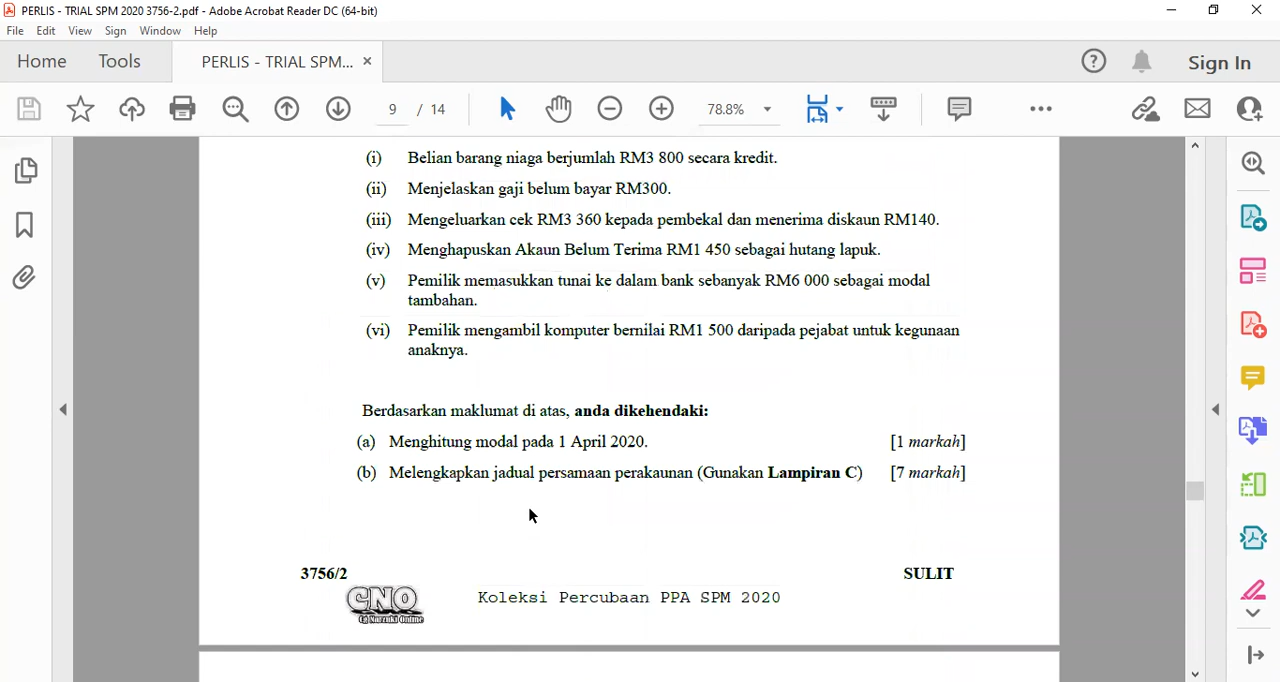 PERLIS - TRIAL SPM 2020 3756-2.pdf - Adobe Acrobat Reader DC (64-bit)
File Edit View Sign Window Help
Home Tools PERLIS - TRIAL SPM... × Sign In
9 / 14 78.8%
(i) Belian barang niaga berjumlah RM3 800 secara kredit.
(ii) Menjelaskan gaji belum bayar RM300.
(iii) Mengeluarkan cek RM3 360 kepada pembekal dan menerima diskaun RM140.
(iv) Menghapuskan Akaun Belum Terima RM1 450 sebagai hutang lapuk.
(v) Pemilik memasukkan tunai ke dalam bank sebanyak RM6 000 sebagai modal
tambahan.
(vi) Pemilik mengambil komputer bernilai RM1 500 daripada pejabat untuk kegunaan
anaknya.
Berdasarkan maklumat di atas, anda dikehendaki:
(a) Menghitung modal pada 1 April 2020. [1 markah]
(b) Melengkapkan jadual persamaan perakaunan (Gunakan Lampiran C) [7 markah]
3756/2 SULIT
CNO
Cg Narzuki Online
Koleksi Percubaan PPA SPM 2020